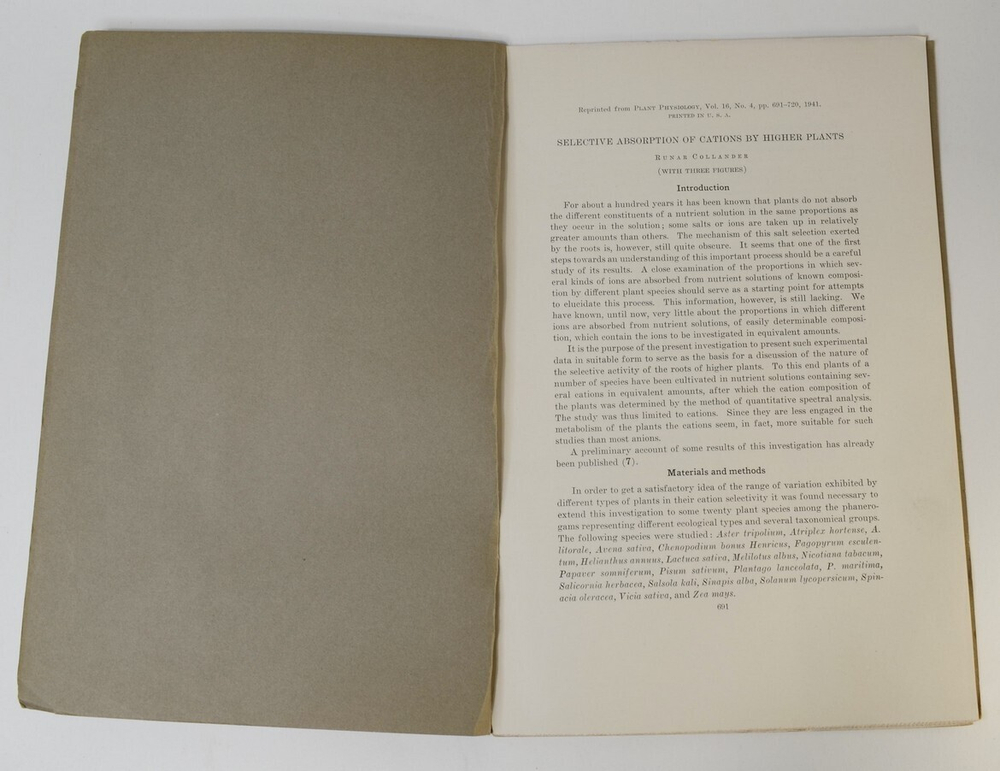 Reprinted from PLANT PHYSIOLOGY, Vol. 16, No. 4, pp. 691-720, 1941.
PRINTED IN U. S. A.
SELECTIVE ABSORPTION OF CATIONS BY HIGHER PLANTS
RUNAR COLLANDER
(WITH THREE FIGURES)
Introduction
For about a hundred years it has been known that plants do not absorb
the different constituents of a nutrient solution in the same proportions as
they occur in the solution; some salts or ions are taken up in relatively
greater amounts than others. The mechanism of this salt selection exerted
by the roots is, however, still quite obscure. It seems that one of the first
steps towards an understanding of this important process should be a careful
study of its results. A close examination of the proportions in which sev-
eral kinds of ions are absorbed from nutrient solutions of known composi-
tion by different plant species should serve as a starting point for attempts
to elucidate this process. This information, however, is still lacking. We
have known, until now, very little about the proportions in which different
ions are absorbed from nutrient solutions, of easily determinable composi-
tion, which contain the ions to be investigated in equivalent amounts.
It is the purpose of the present investigation to present such experimental
data in suitable form to serve as the basis for a discussion of the nature of
the selective activity of the roots of higher plants. To this end plants of a
number of species have been cultivated in nutrient solutions containing sev-
eral cations in equivalent amounts, after which the cation composition of
the plants was determined by the method of quantitative spectral analysis.
The study was thus limited to cations. Since they are less engaged in the
metabolism of the plants the cations seem, in fact, more suitable for such
studies than most anions.
A preliminary account of some results of this investigation has already
been published (7).
Materials and methods
In order to get a satisfactory idea of the range of variation exhibited by
different types of plants in their cation selectivity it was found necessary to
extend this investigation to some twenty plant species among the phanero-
gams representing different ecological types and several taxonomical groups.
The following species were studied: Aster tripolium, Atriplex hortense, A.
litorale, Avena sativa, Chenopodium bonus Henricus, Fagopyrum esculen-
tum, Helianthus annuus, Lactuca sativa, Melilotus albus, Nicotiana tabacum,
Papaver somniferum, Pisum sativum, Plantago lanceolata, P. maritima,
Salicornia herbacea, Salsola kali, Sinapis alba, Solanum lycopersicum, Spin-
acia oleracea, Vicia sativa, and Zea mays.
691